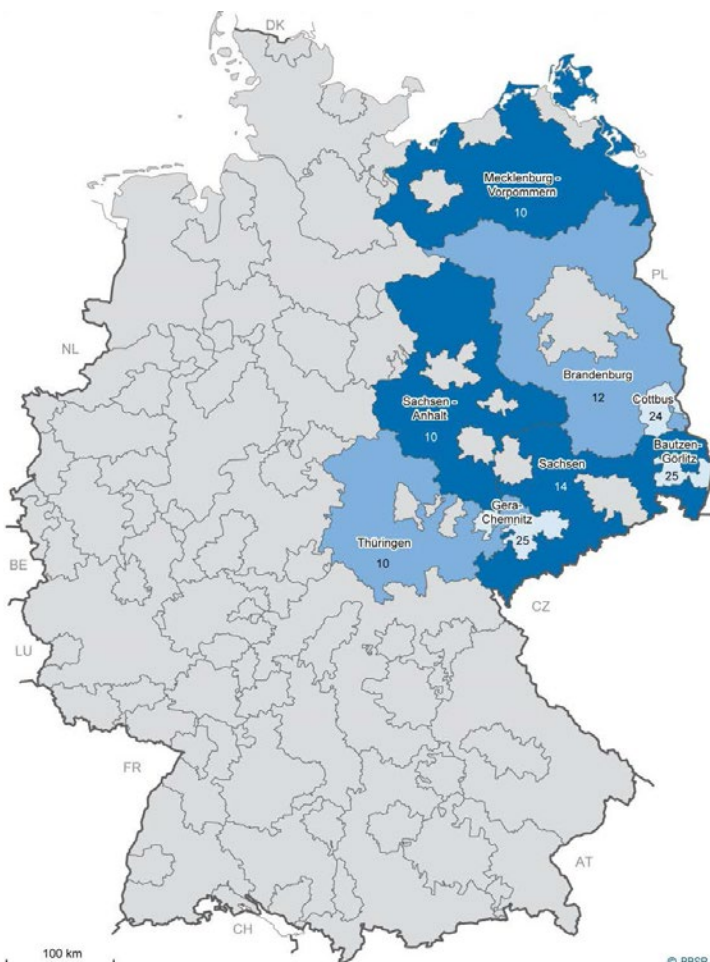 DK
Mecklenburg -
Vorpommern
10
PL
NL
Brandenburg
12
Cottbus
24
Sachsen -
Anhalt
10
Bautzen-
Görlitz
25
Sachsen
14
Gera-
Chemnitz
25
Thüringen
10
BE
CZ
LU
FR
AT
CH
100 km
© BBSR